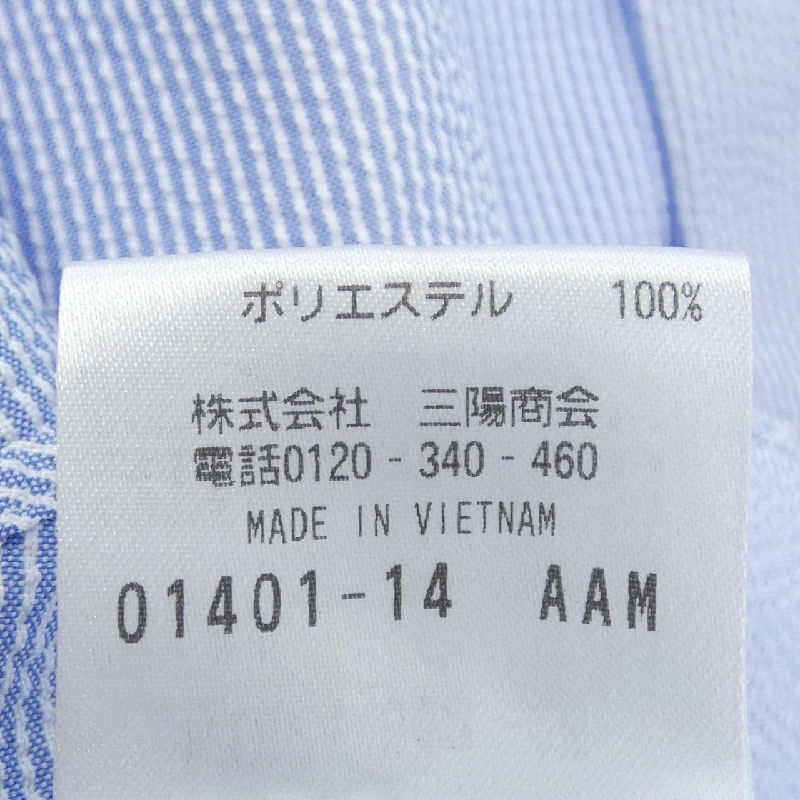 ポリエステル 100%
株式会社 三陽商会
電話0120-340-460
MADE IN VIETNAM
01401-14 AAM